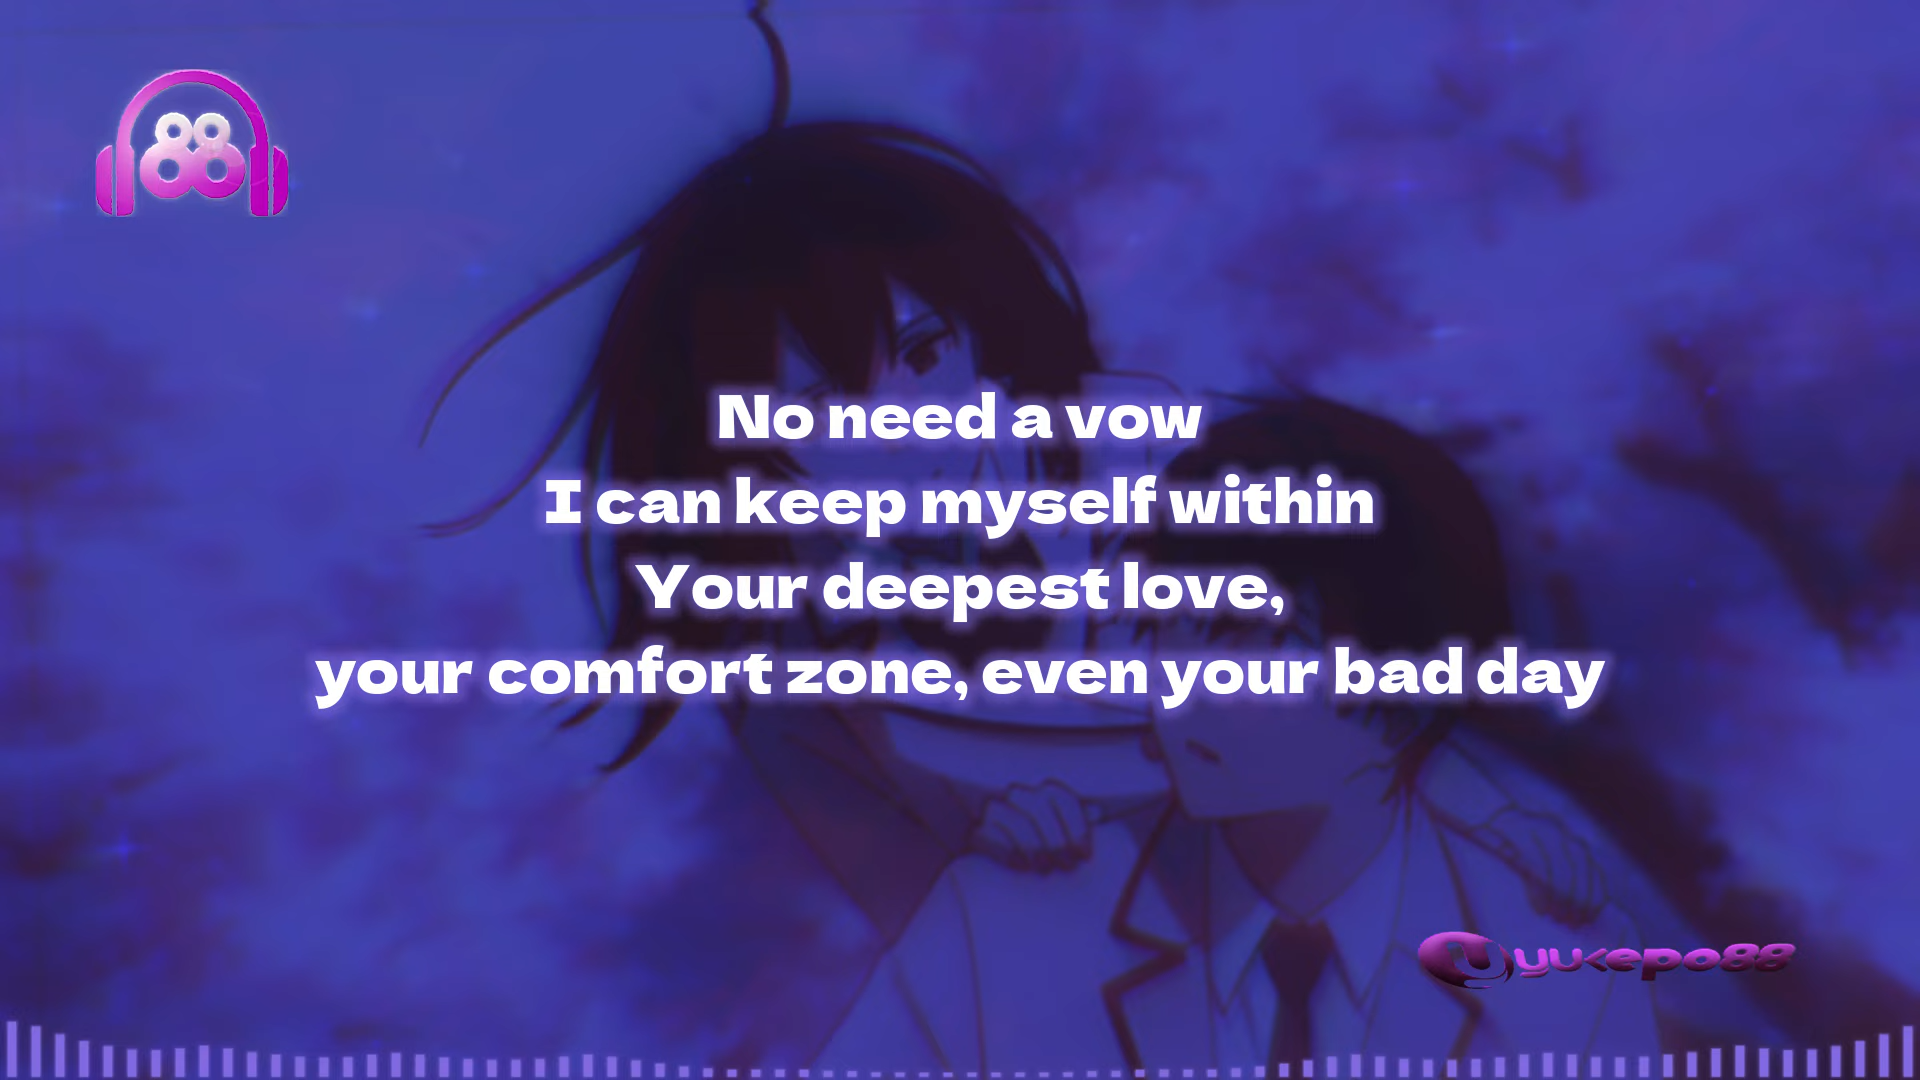 88
88
No need a vow
I can keep myself within
Your deepest love,
your comfort zone, even your bad day
yukepo88